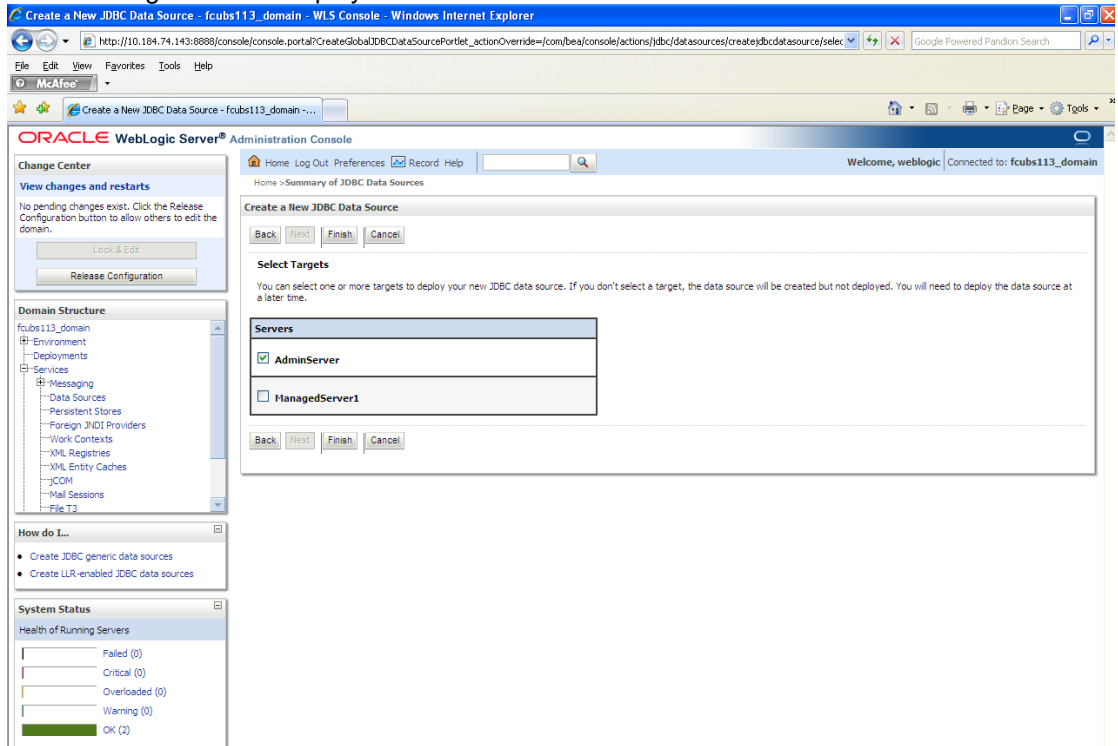 Create a New JDBC Data Source - fcubs113_domain - WLS Console - Windows Internet Explorer
http://10.184.74.143:8888/console/console.portal?CreateGlobalJDBCDataSourcePortlet_actionOverride=/com/bea/console/actions/jdbc/datasources/createjdbcdatasource/selec
Google Powered Pandion Search
File Edit View Favorites Tools Help
McAfee
Create a New JDBC Data Source - fcubs113_domain -...
Page Tools
ORACLE WebLogic Server® Administration Console
Change Center
View changes and restarts
No pending changes exist. Click the Release
Configuration button to allow others to edit the
domain.
Lock & Edit
Release Configuration
Domain Structure
fcubs113_domain
Environment
Deployments
Services
Messaging
Data Sources
Persistent Stores
Foreign JNDI Providers
Work Contexts
XML Registries
XML Entity Caches
jCOM
Mail Sessions
File T3
How do I...
Create JDBC generic data sources
Create LLR-enabled JDBC data sources
System Status
Health of Running Servers
Failed (0)
Critical (0)
Overloaded (0)
Warning (0)
OK (2)
Home Log Out Preferences Record Help
Welcome, weblogic Connected to: fcubs113_domain
Home >Summary of JDBC Data Sources
Create a New JDBC Data Source
Back Next Finish Cancel
Select Targets
You can select one or more targets to deploy your new JDBC data source. If you don't select a target, the data source will be created but not deployed. You will need to deploy the data source at
a later time.
Servers
AdminServer
ManagedServer1
Back Next Finish Cancel